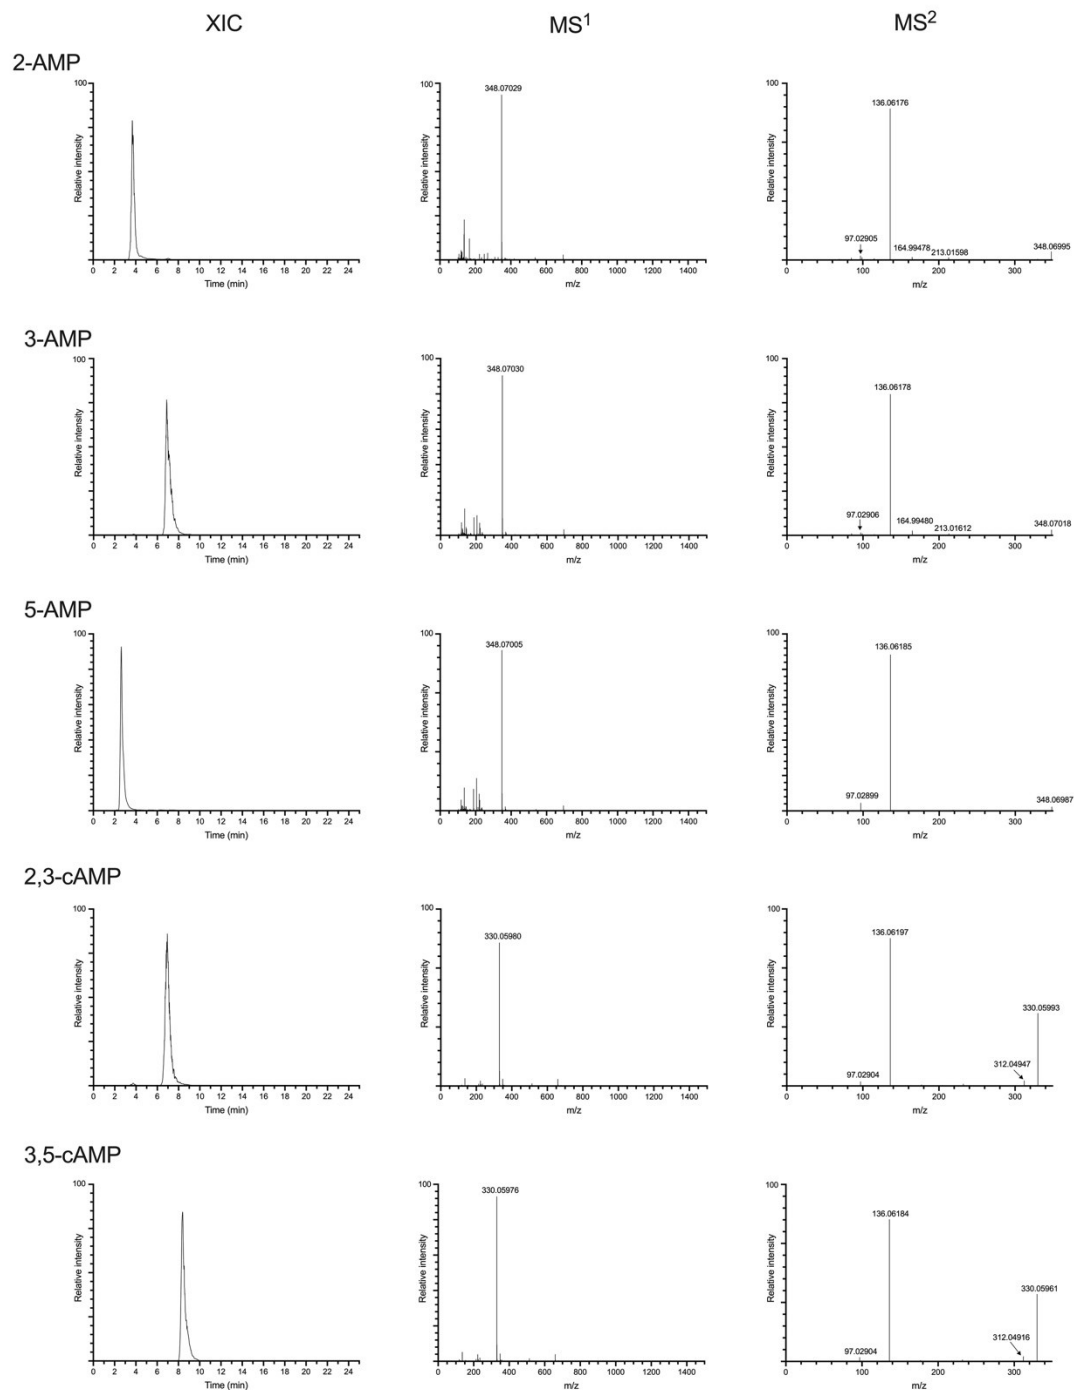 XIC MS1 MS2
2-AMP
100 100 100
348.07029 136.06176
Relative intensity Relative intensity Relative intensity
97.02905 164.99478 213.01598 348.06995
0 2 4 6 8 10 12 14 16 18 20 22 24 0 200 400 600 800 1000 1200 1400 0 100 200 300
Time (min) m/z m/z
3-AMP
100 100 100
348.07030 136.06178
Relative intensity Relative intensity Relative intensity
97.02906 164.99480 213.01612 348.07018
0 2 4 6 8 10 12 14 16 18 20 22 24 0 200 400 600 800 1000 1200 1400 0 100 200 300
Time (min) m/z m/z
5-AMP
100 100 100
348.07005 136.06185
Relative intensity Relative intensity Relative intensity
97.02899 348.06987
0 2 4 6 8 10 12 14 16 18 20 22 24 0 200 400 600 800 1000 1200 1400 0 100 200 300
Time (min) m/z m/z
2,3-cAMP
100 100 100
330.05980 136.06197
Relative intensity Relative intensity Relative intensity
330.05993
312.04947
97.02904
0 2 4 6 8 10 12 14 16 18 20 22 24 0 200 400 600 800 1000 1200 1400 0 100 200 300
Time (min) m/z m/z
3,5-cAMP
100 100 100
330.05976 136.06184
Relative intensity Relative intensity Relative intensity
330.05961
312.04916
97.02904
0 2 4 6 8 10 12 14 16 18 20 22 24 0 200 400 600 800 1000 1200 1400 0 100 200 300
Time (min) m/z m/z